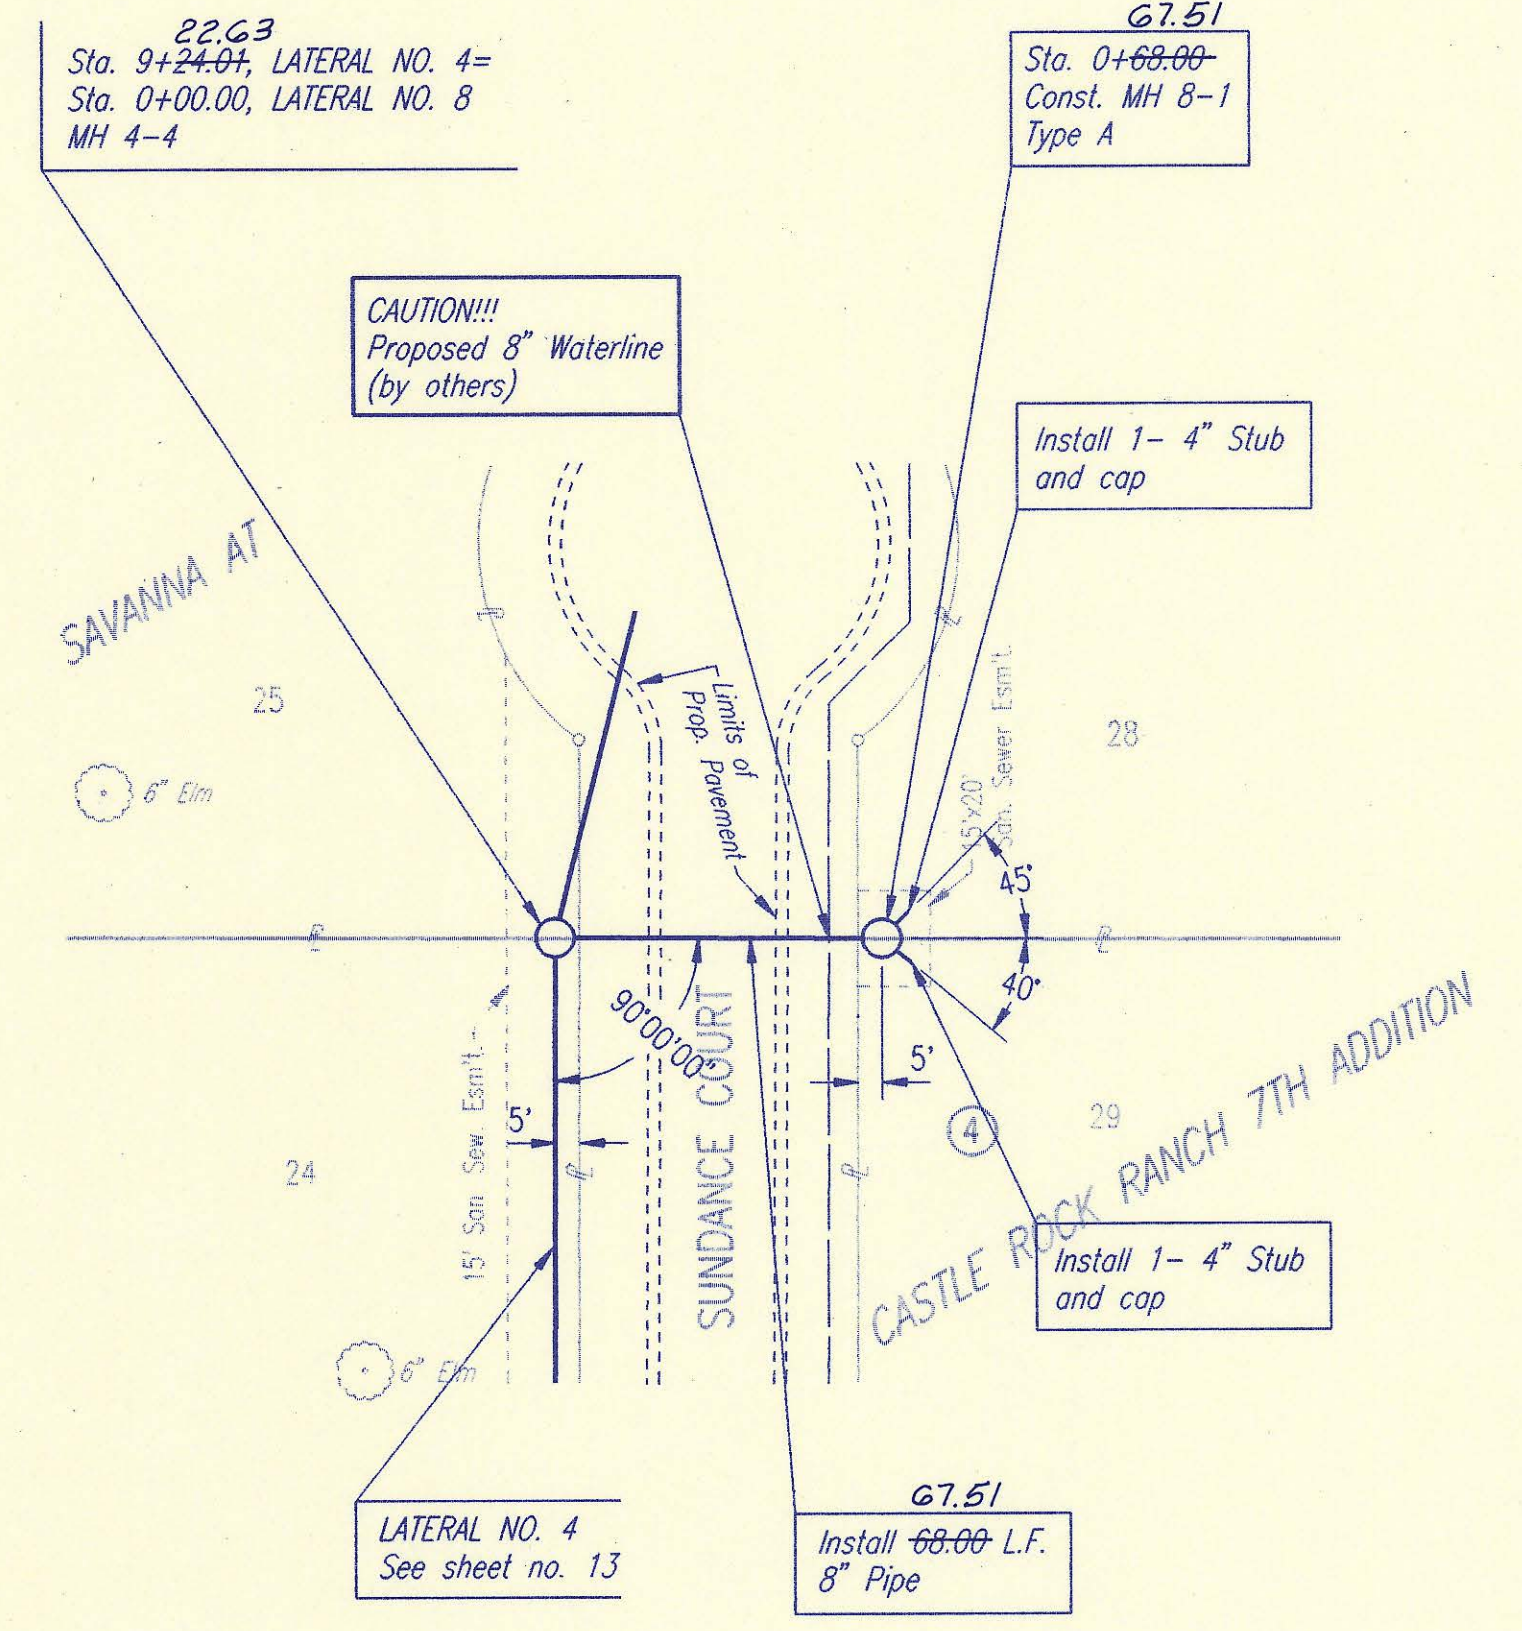 22.63
Sta. 9+24.01, LATERAL NO. 4=
Sta. 0+00.00, LATERAL NO. 8
MH 4-4
67.51
Sta. 0+68.00
Const. MH 8-1
Type A
CAUTION!!!
Proposed 8" Waterline
(by others)
Install 1- 4" Stub
and cap
SAVANNA AT
25
6" Elm
Limits of
Prop. Pavement
15'x20'
San. Sewer Esm't.
28
45°
40°
90°00'00"
5'
5'
15' San. Sew. Esm't.
SUNDANCE COURT
24
4
29
CASTLE ROCK RANCH 7TH ADDITION
Install 1- 4" Stub
and cap
6" Elm
LATERAL NO. 4
See sheet no. 13
67.51
Install 68.00 L.F.
8" Pipe